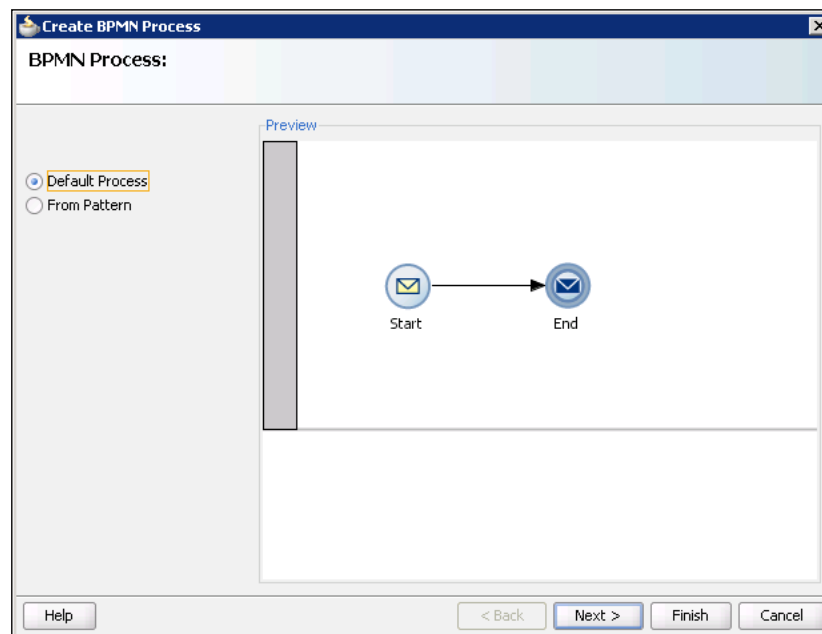 Create BPMN Process
BPMN Process:
Preview
Default Process
From Pattern
Start
End
Help
< Back
Next >
Finish
Cancel